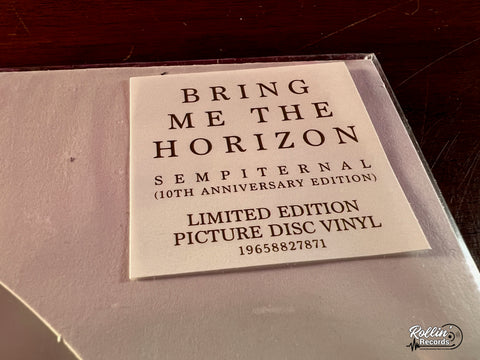 BRING
ME THE
HORIZON
SEMPITERNAL
(10TH ANNIVERSARY EDITION)
LIMITED EDITION
PICTURE DISC VINYL
19658827871
Rollin'
Records